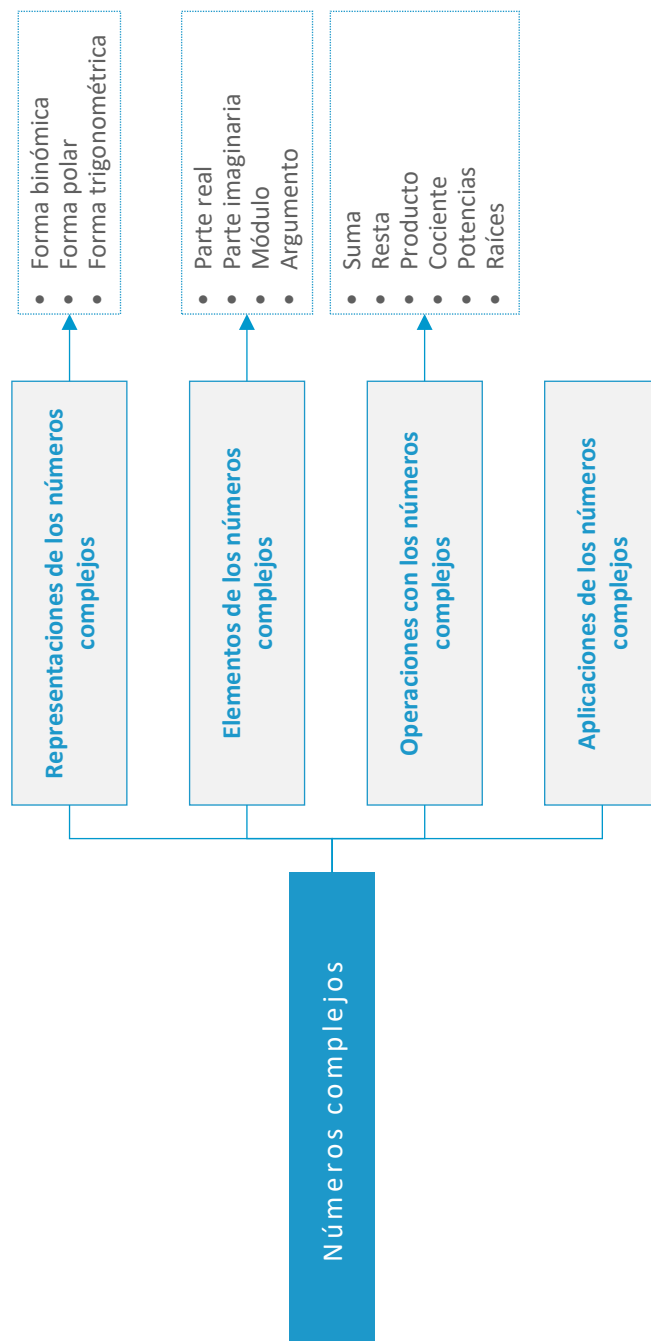 Números complejos
Representaciones de los números
complejos
• Forma binómica
• Forma polar
• Forma trigonométrica
Elementos de los números
complejos
• Parte real
• Parte imaginaria
• Módulo
• Argumento
Operaciones con los números
complejos
• Suma
• Resta
• Producto
• Cociente
• Potencias
• Raíces
Aplicaciones de los números
complejos